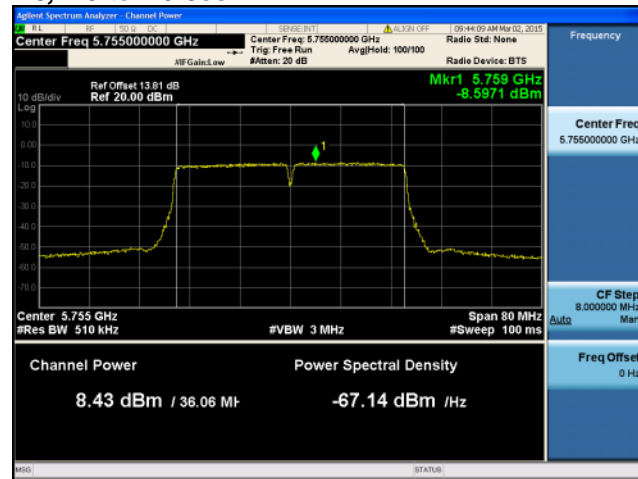 Agilent Spectrum Analyzer - Channel Power
RL RF 50 Ω DC SENSE:INT ALIGN OFF 09:44:09 AM Mar 02, 2015
Center Freq 5.755000000 GHz
Center Freq: 5.755000000 GHz
Radio Std: None
Trig: Free Run Avg|Hold: 100/100
#IFGain:Low #Atten: 20 dB Radio Device: BTS
Frequency
Ref Offset 13.81 dB
10 dB/div Ref 20.00 dBm
Mkr1 5.759 GHz
-8.5971 dBm
Log
10.0
0.00
-10.0
-20.0
-30.0
-40.0
-50.0
-60.0
-70.0
1
Center 5.755 GHz Span 80 MHz
#Res BW 510 kHz #VBW 3 MHz #Sweep 100 ms
Channel Power Power Spectral Density
8.43 dBm / 36.06 MH -67.14 dBm /Hz
Center Freq
5.755000000 GHz
CF Step
8.000000 MHz
Auto Man
Freq Offset
0 Hz
MSG STATUS